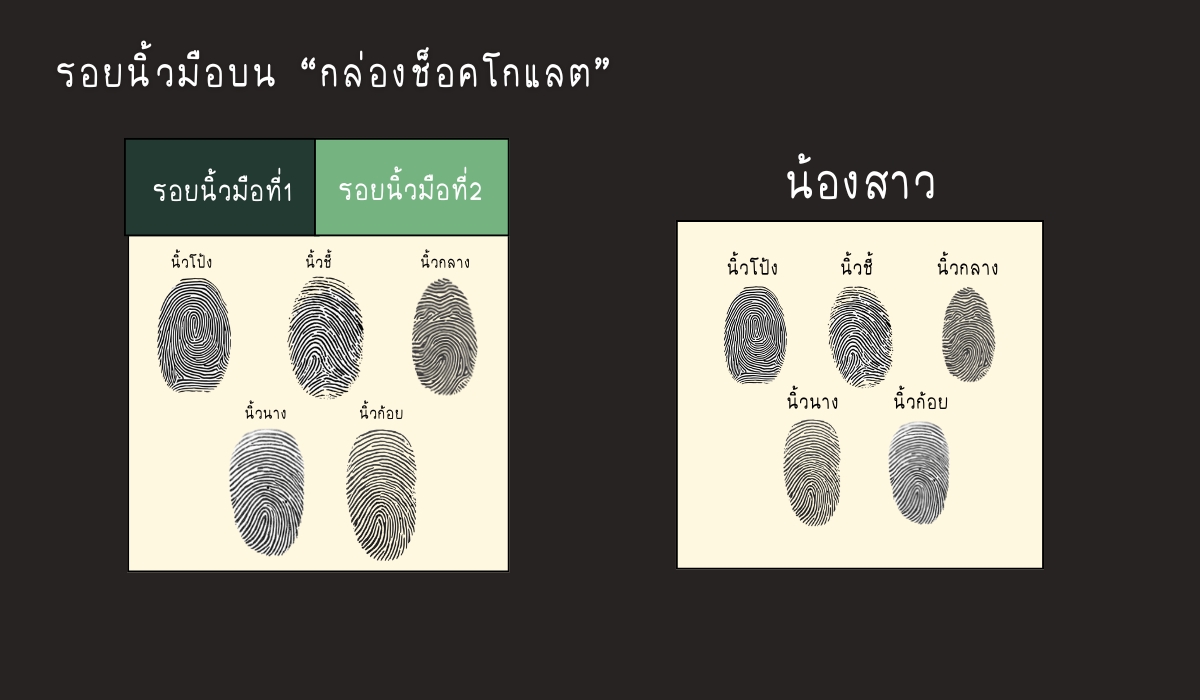 รอยนิ้วมือบน “กล่องช็อคโกแลต”
รอยนิ้วมือที่1
รอยนิ้วมือที่2
นิ้วโป้ง นิ้วชี้ นิ้วกลาง
นิ้วนาง นิ้วก้อย
น้องสาว
นิ้วโป้ง นิ้วชี้ นิ้วกลาง
นิ้วนาง นิ้วก้อย